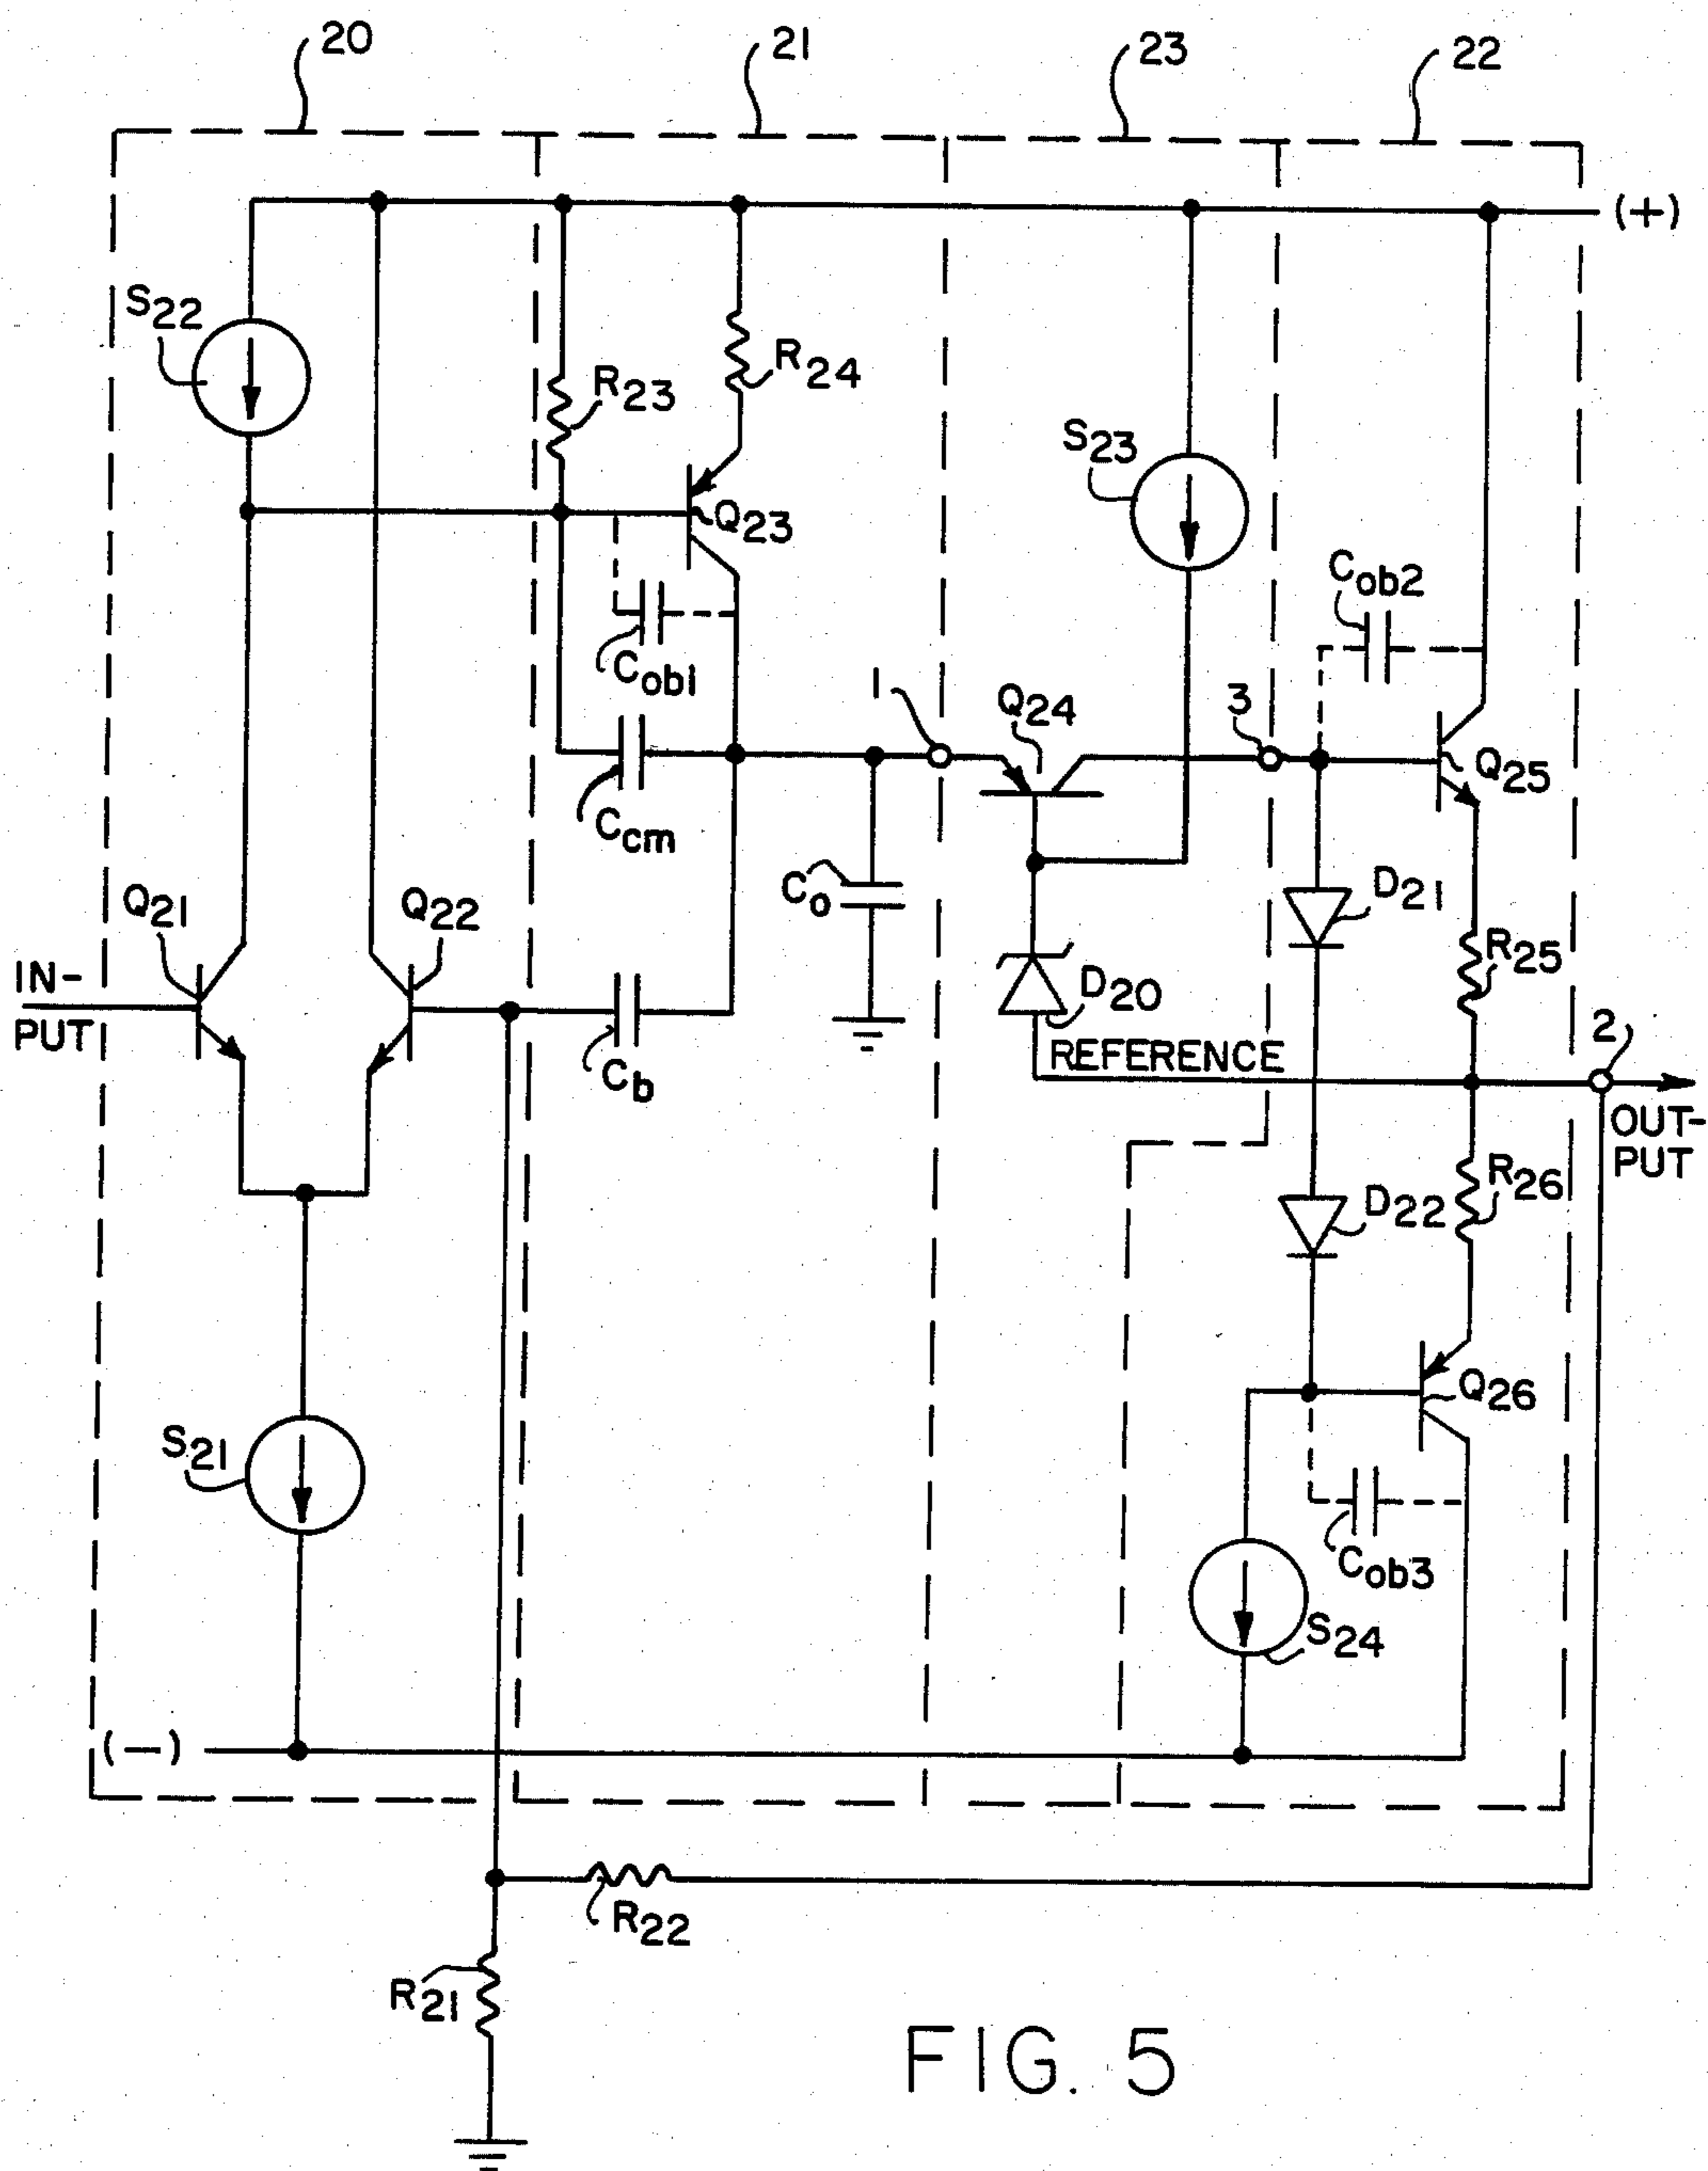 20
21
23
22
(+)
S22
R23
R24
S23
Q23
Cob1
Cob2
1
Q24
3
Q25
Ccm
Co
Q21
Q22
D21
IN-
PUT
D20
R25
Cb
REFERENCE
2
OUT-
PUT
R26
D22
Q26
S21
Cob3
S24
(-)
R22
R21
FIG. 5